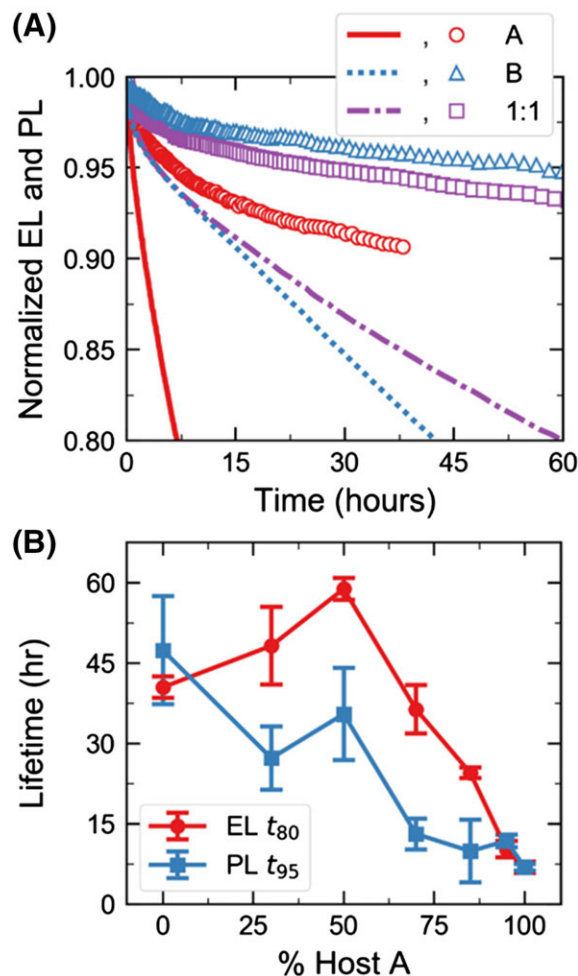 (A)
, A
, B
, 1:1
1.00
0.95
0.90
0.85
0.80
Normalized EL and PL
0 15 30 45 60
Time (hours)
(B)
60
45
30
15
0
Lifetime (hr)
EL t80
PL t95
0 25 50 75 100
% Host A